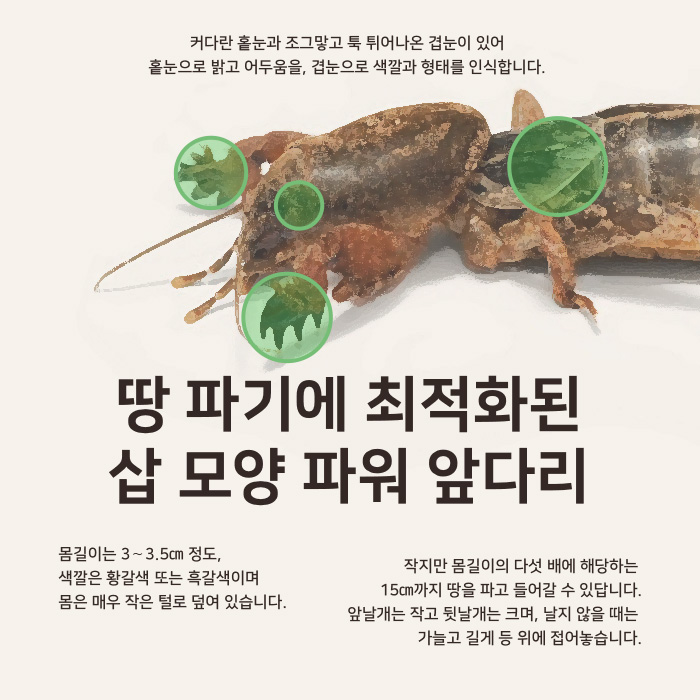 커다란 홑눈과 조그맣고 툭 튀어나온 겹눈이 있어
홑눈으로 밝고 어두움을, 겹눈으로 색깔과 형태를 인식합니다.
땅 파기에 최적화된
삽 모양 파워 앞다리
몸길이는 3~3.5㎝ 정도,
색깔은 황갈색 또는 흑갈색이며
몸은 매우 작은 털로 덮여 있습니다.
작지만 몸길이의 다섯 배에 해당하는
15㎝까지 땅을 파고 들어갈 수 있답니다.
앞날개는 작고 뒷날개는 크며, 날지 않을 때는
가늘고 길게 등 위에 접어놓습니다.